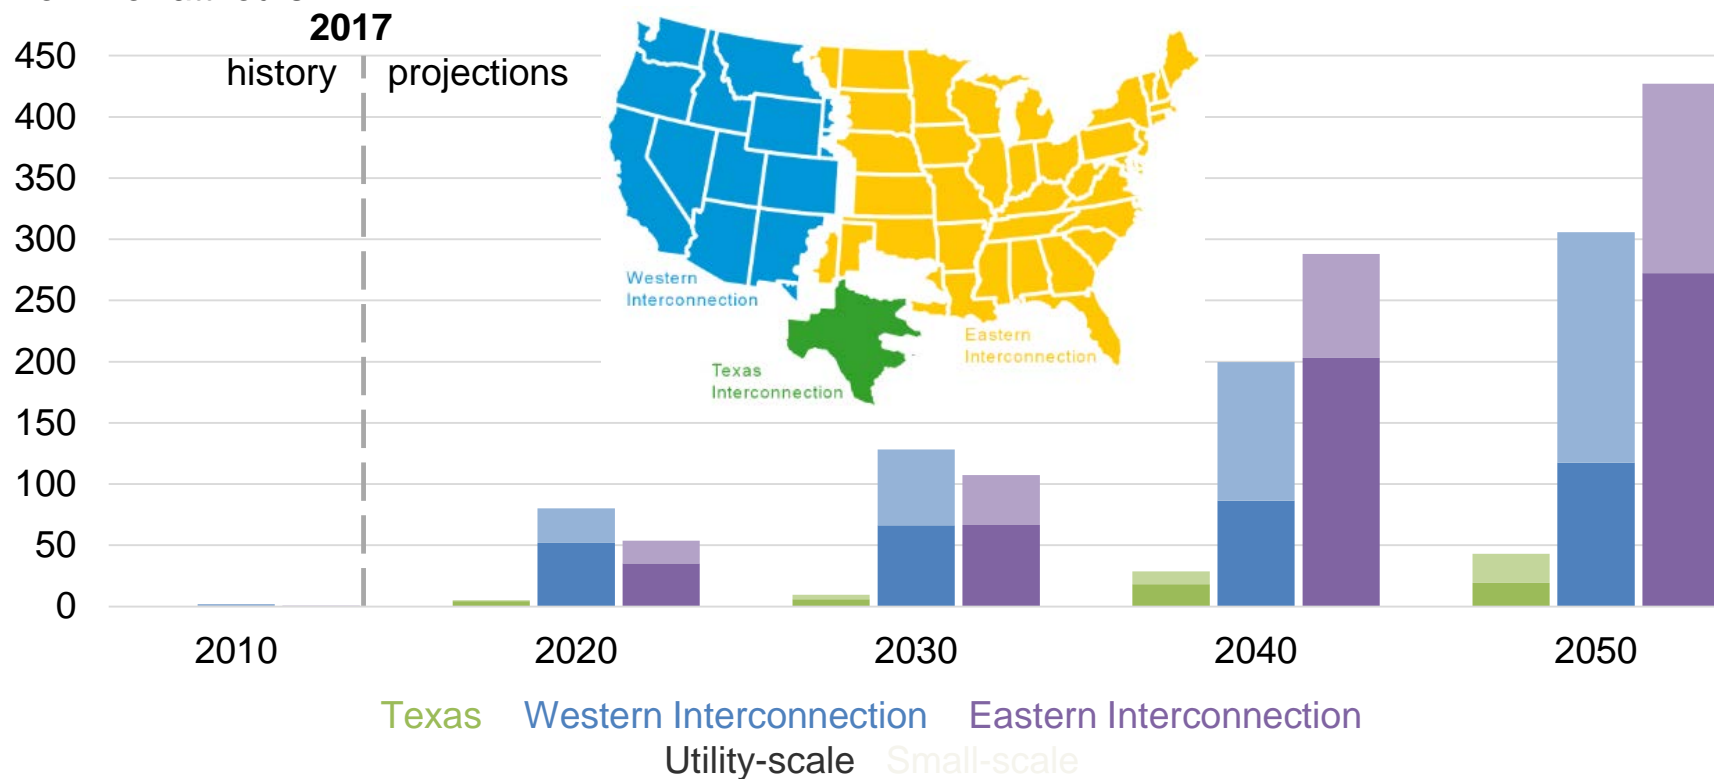 2017
history projections
450
400
350
300
250
200
150
100
50
0
Western
Interconnection
Eastern
Interconnection
Texas
Interconnection
2010 2020 2030 2040 2050
Texas Western Interconnection Eastern Interconnection
Utility-scale Small-scale